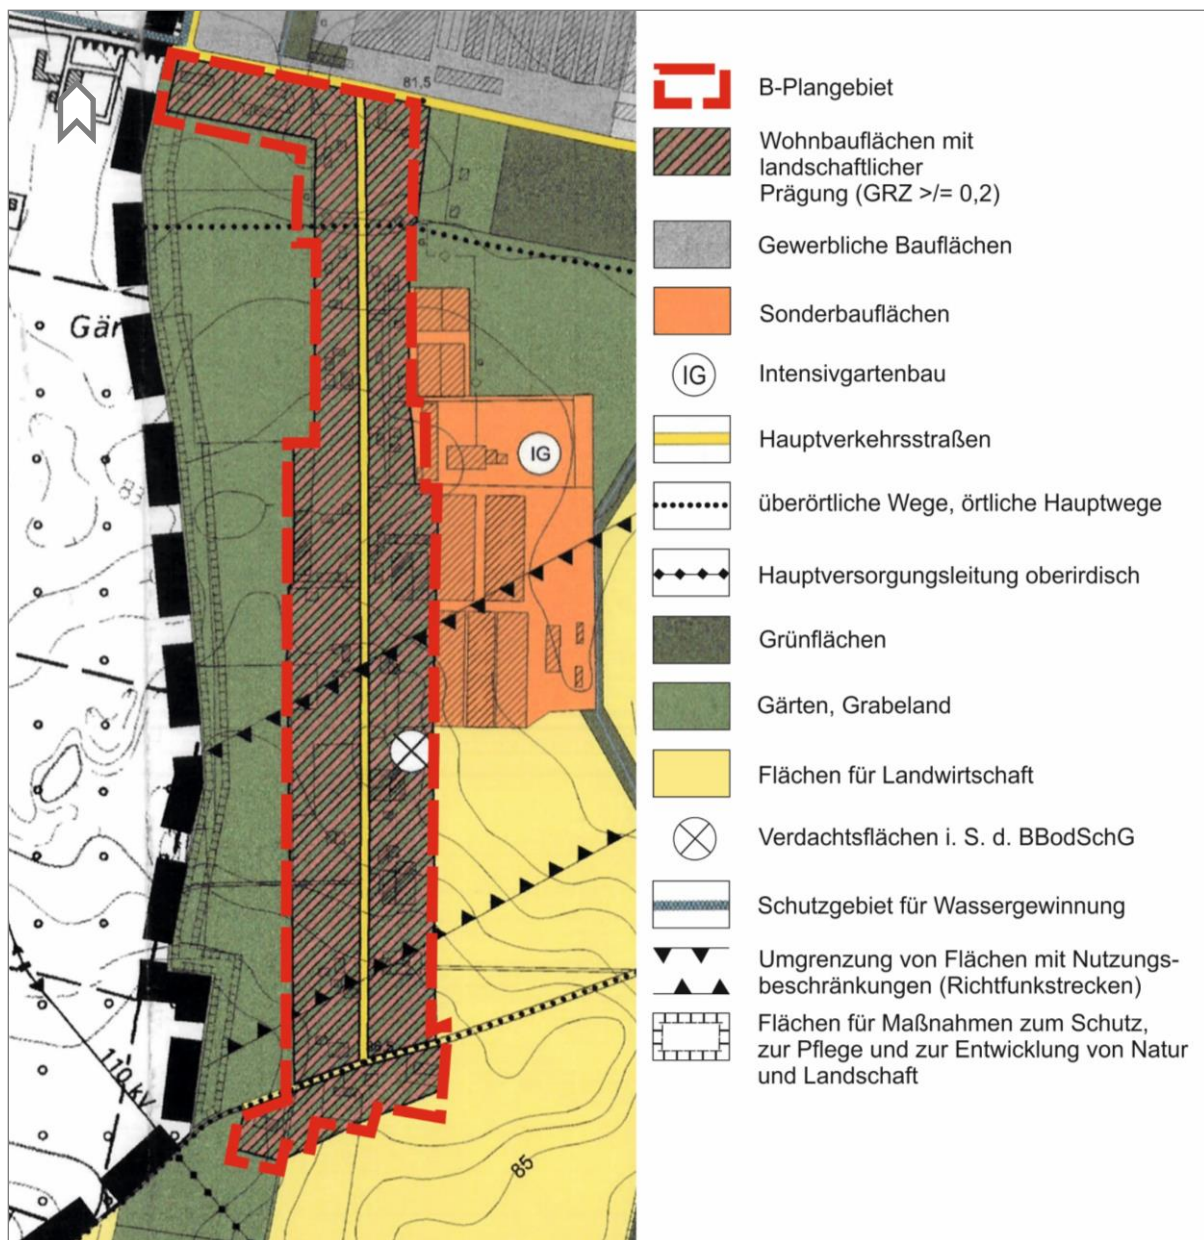 81,5
Gär
IG
110 kV
85
B-Plangebiet
Wohnbauflächen mit
landschaftlicher
Prägung (GRZ >/= 0,2)
Gewerbliche Bauflächen
Sonderbauflächen
IG
Intensivgartenbau
Hauptverkehrsstraßen
überörtliche Wege, örtliche Hauptwege
Hauptversorgungsleitung oberirdisch
Grünflächen
Gärten, Grabeland
Flächen für Landwirtschaft
Verdachtsflächen i. S. d. BBodSchG
Schutzgebiet für Wassergewinnung
Umgrenzung von Flächen mit Nutzungs-
beschränkungen (Richtfunkstrecken)
Flächen für Maßnahmen zum Schutz,
zur Pflege und zur Entwicklung von Natur
und Landschaft